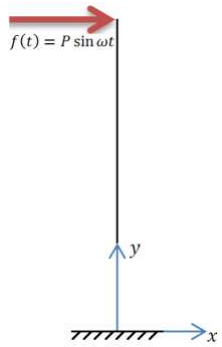 f(t) = P sin ωt
y
x